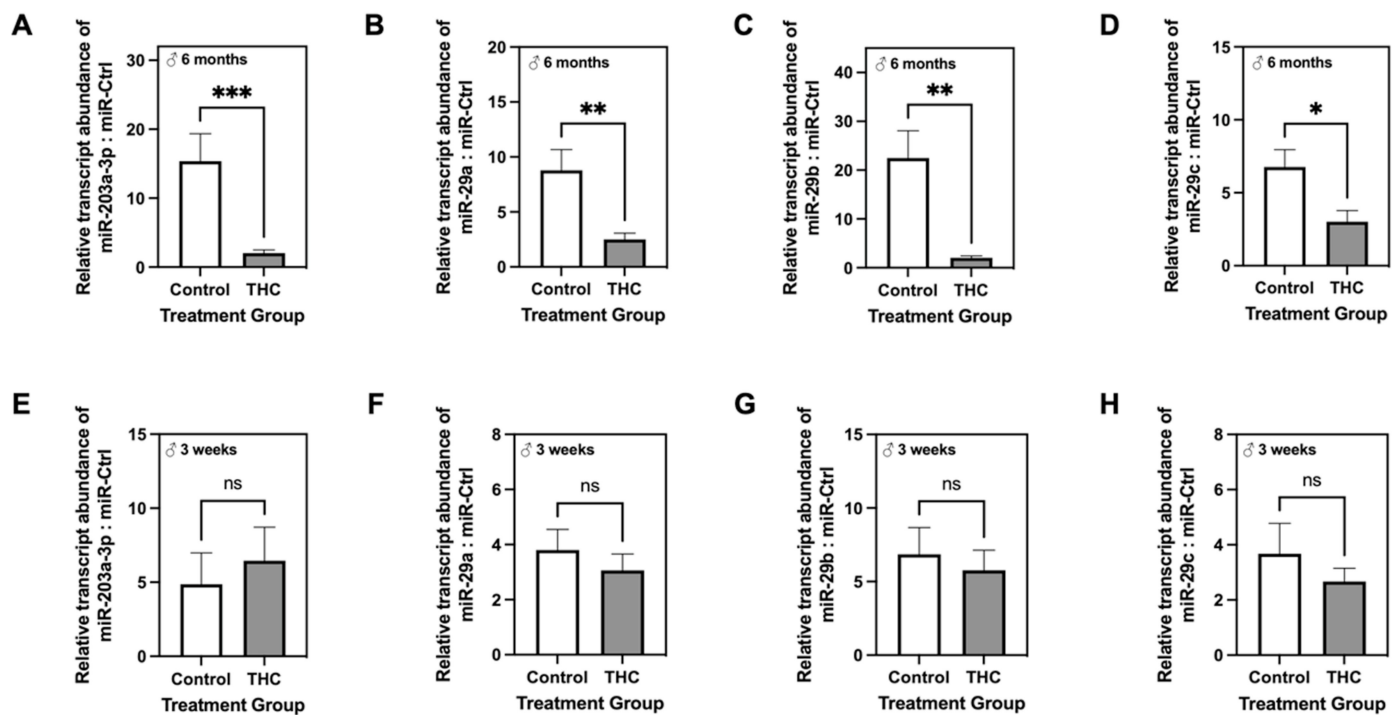 A
Relative transcript abundance of
miR-203a-3p : miR-Ctrl
30
20
10
0
♂ 6 months
***
Control THC
Treatment Group
B
Relative transcript abundance of
miR-29a : miR-Ctrl
20
15
10
5
0
♂ 6 months
**
Control THC
Treatment Group
C
Relative transcript abundance of
miR-29b : miR-Ctrl
40
30
20
10
0
♂ 6 months
**
Control THC
Treatment Group
D
Relative transcript abundance of
miR-29c : miR-Ctrl
15
10
5
0
♂ 6 months
*
Control THC
Treatment Group
E
Relative transcript abundance of
miR-203a-3p : miR-Ctrl
15
10
5
0
♂ 3 weeks
ns
Control THC
Treatment Group
F
Relative transcript abundance of
miR-29a : miR-Ctrl
8
6
4
2
0
♂ 3 weeks
ns
Control THC
Treatment Group
G
Relative transcript abundance of
miR-29b : miR-Ctrl
15
10
5
0
♂ 3 weeks
ns
Control THC
Treatment Group
H
Relative transcript abundance of
miR-29c : miR-Ctrl
8
6
4
2
0
♂ 3 weeks
ns
Control THC
Treatment Group